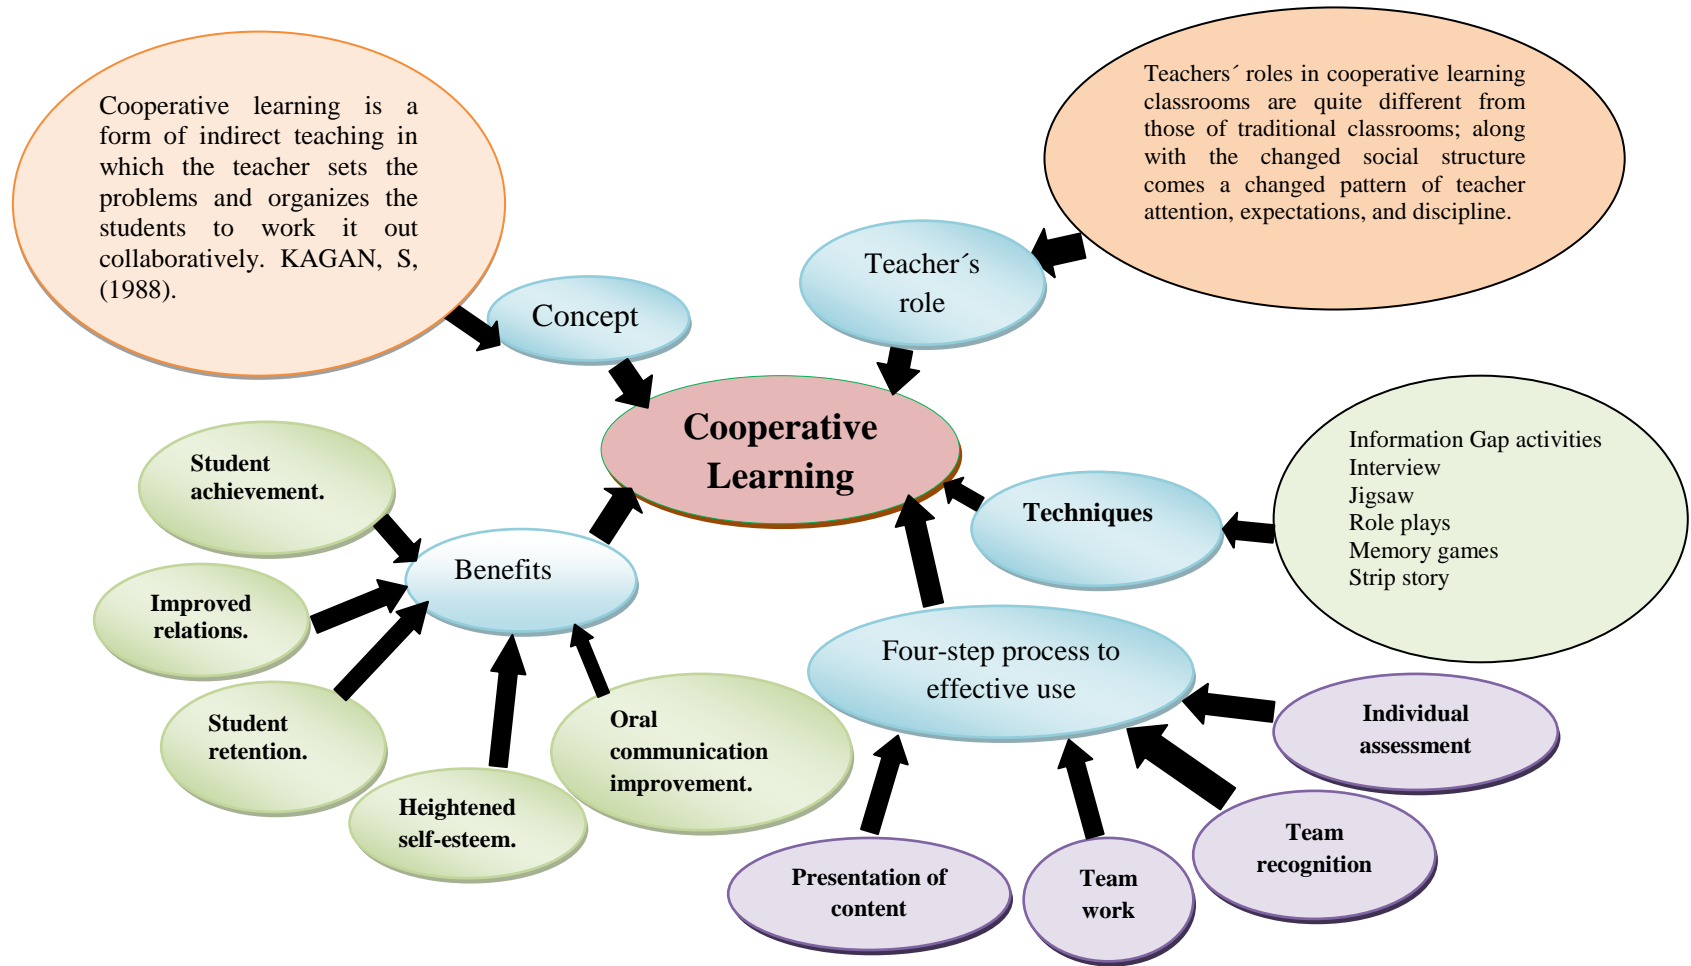 Cooperative learning is a
form of indirect teaching in
which the teacher sets the
problems and organizes the
students to work it out
collaboratively. KAGAN, S,
(1988).
Teachers´ roles in cooperative learning
classrooms are quite different from
those of traditional classrooms; along
with the changed social structure
comes a changed pattern of teacher
attention, expectations, and discipline.
Concept
Teacher´s
role
Cooperative
Learning
Student
achievement.
Benefits
Improved
relations.
Student
retention.
Heightened
self-esteem.
Oral
communication
improvement.
Techniques
Information Gap activities
Interview
Jigsaw
Role plays
Memory games
Strip story
Four-step process to
effective use
Presentation of
content
Team
work
Team
recognition
Individual
assessment